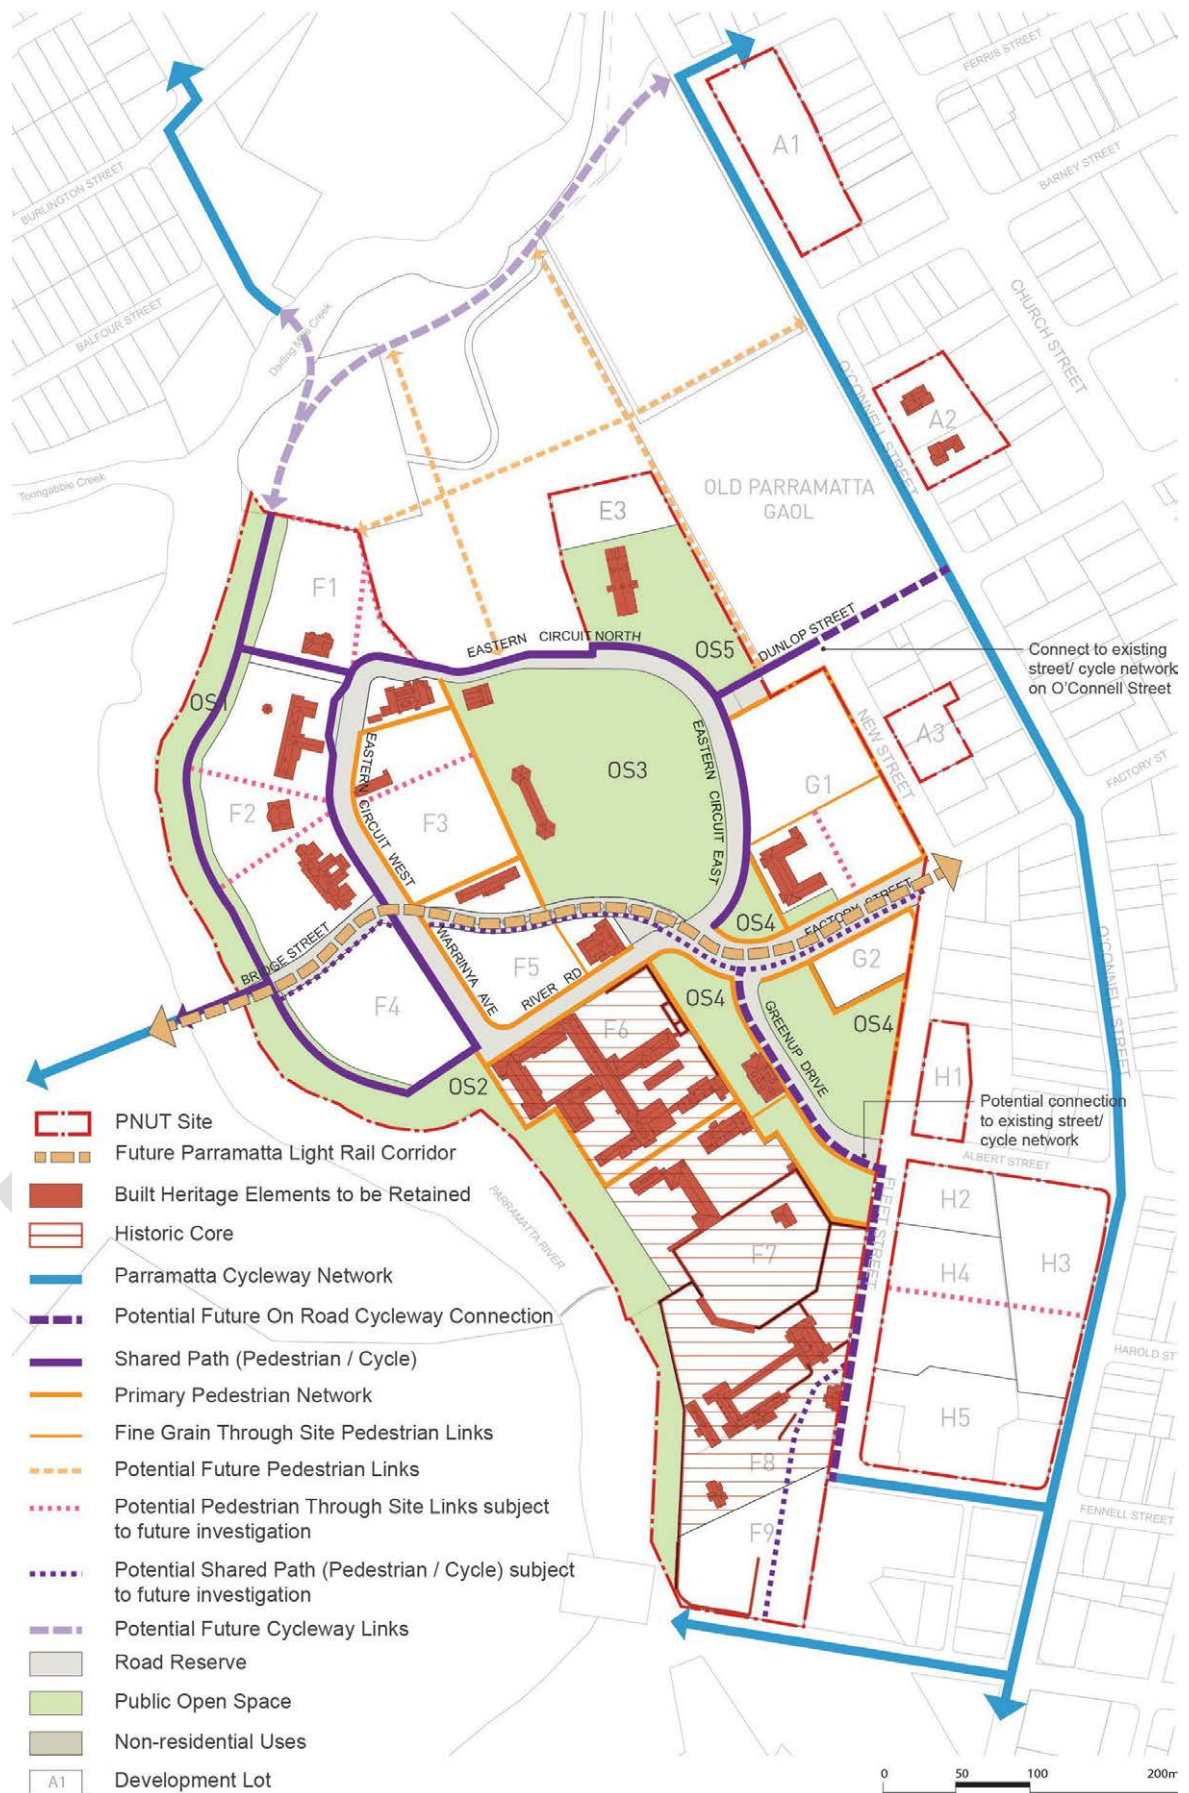 FERRIS STREET
A1
BARNEY STREET
BURLINGTON STREET
CHURCH STREET
BALFOUR STREET
Darling Mills Creek
O'CONNELL STREET
A2
Toongabbie Creek
OLD PARRAMATTA
GAOL
E3
F1
EASTERN CIRCUIT NORTH
OS5
DUNLOP STREET
Connect to existing
street/ cycle network
on O'Connell Street
OS1
NEW STREET
A3
FACTORY ST
EASTERN CIRCUIT WEST
OS3
EASTERN CIRCUIT EAST
G1
F2
F3
OS4
FACTORY STREET
BRIDGE STREET
WARRINYA AVE
F5
RIVER RD
G2
O'CONNELL STREET
F4
OS4
GREENUP DRIVE
OS4
F6
H1
OS2
Potential connection
to existing street/
cycle network
ALBERT STREET
PARRAMATTA RIVER
FLEET STREET
H2
F7
H4
H3
HAROLD ST
H5
F8
FENNELL STREET
F9
PNUT Site
Future Parramatta Light Rail Corridor
Built Heritage Elements to be Retained
Historic Core
Parramatta Cycleway Network
Potential Future On Road Cycleway Connection
Shared Path (Pedestrian / Cycle)
Primary Pedestrian Network
Fine Grain Through Site Pedestrian Links
Potential Future Pedestrian Links
Potential Pedestrian Through Site Links subject
to future investigation
Potential Shared Path (Pedestrian / Cycle) subject
to future investigation
Potential Future Cycleway Links
Road Reserve
Public Open Space
Non-residential Uses
A1 Development Lot
0 50 100 200m